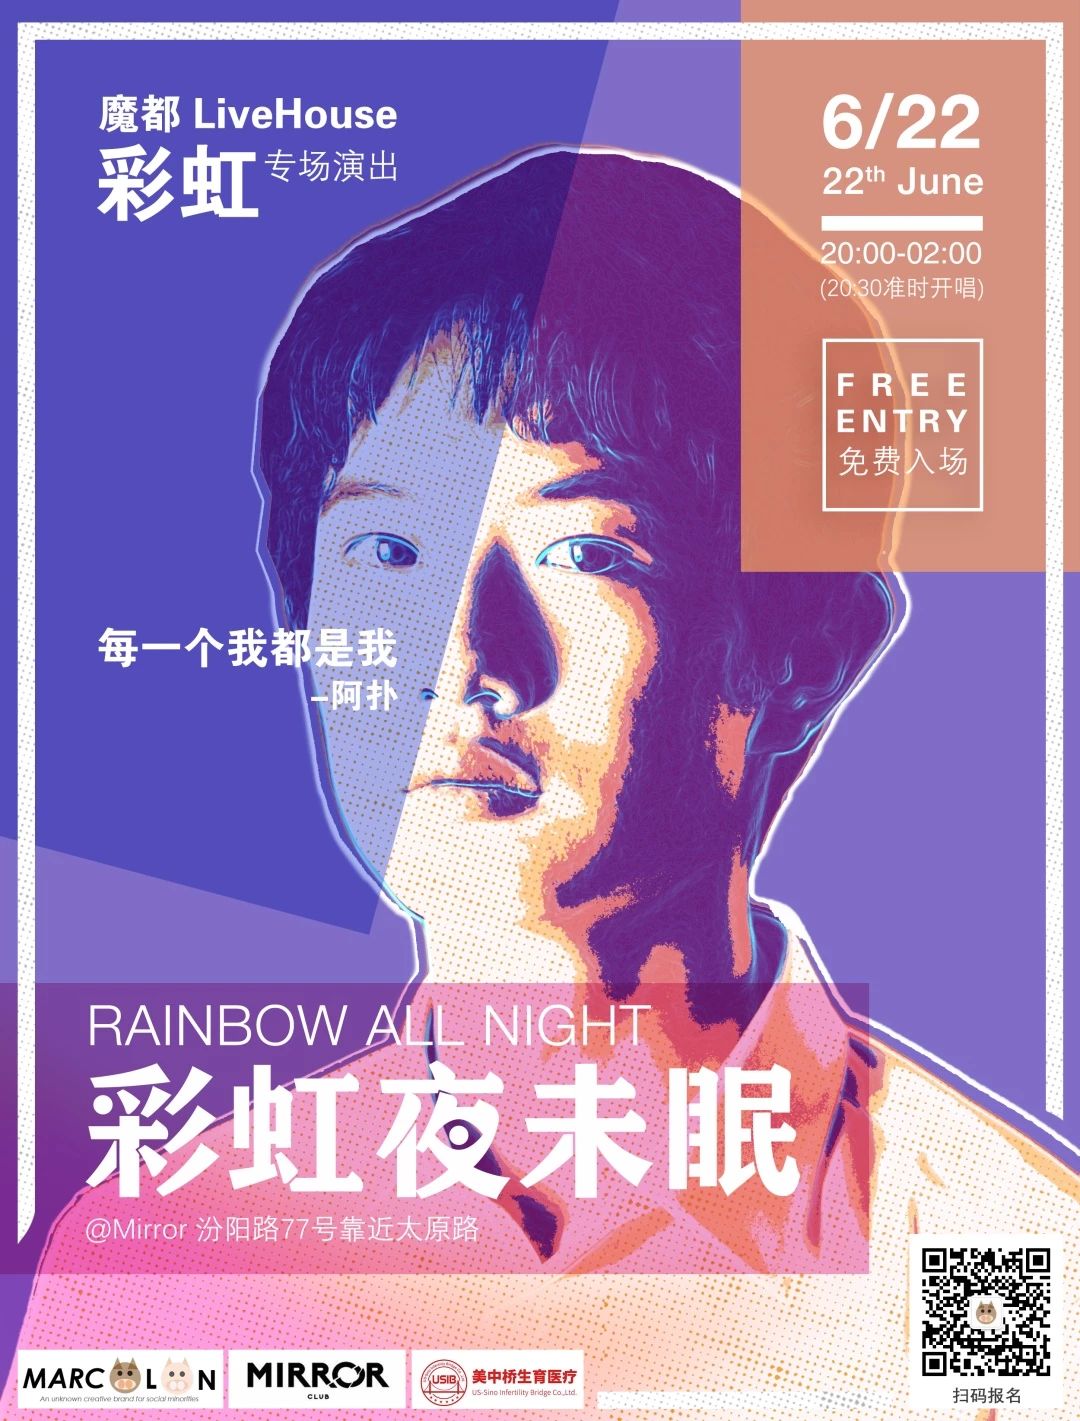 魔都 LiveHouse
彩虹专场演出
6/22
22th June
20:00-02:00
(20:30准时开唱)
FREE
ENTRY
免费入场
每一个我都是我
–阿扑
RAINBOW ALL NIGHT
彩虹夜未眠
@Mirror 汾阳路77号靠近太原路
MARCOLON
An unknown creative brand for social minorities
MIRROR
CLUB
USIB
美中桥生育医疗
US-Sino Infertility Bridge Co.,Ltd.
扫码报名